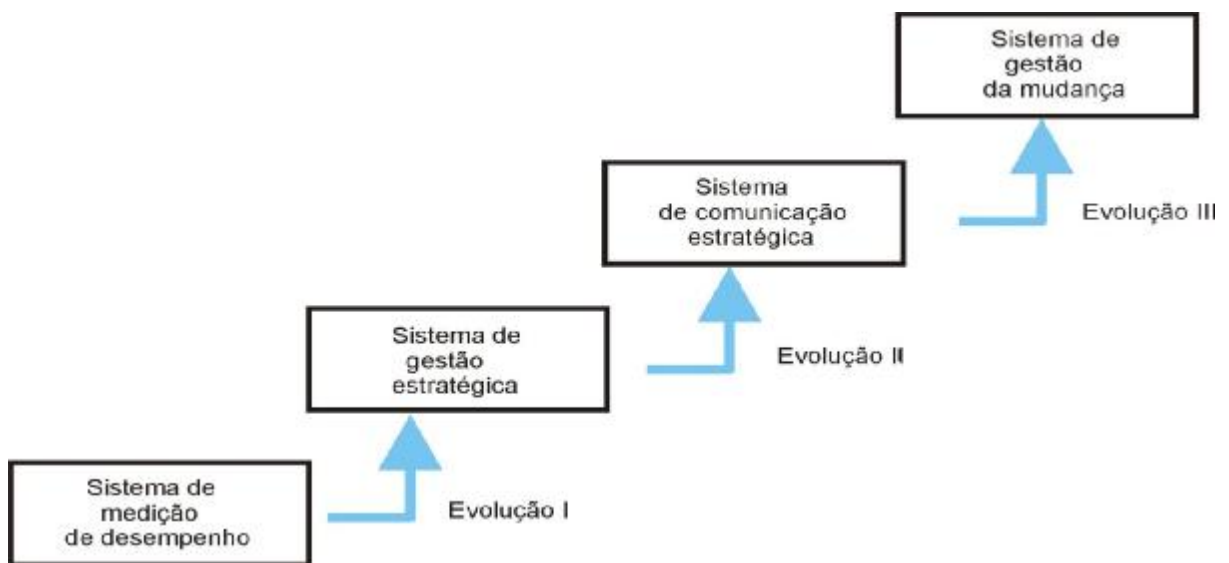 Sistema de
gestão
da mudança
Sistema
de comunicação
estratégica
Evolução III
Sistema de
gestão
estratégica
Evolução II
Sistema de
medição
de desempenho
Evolução I